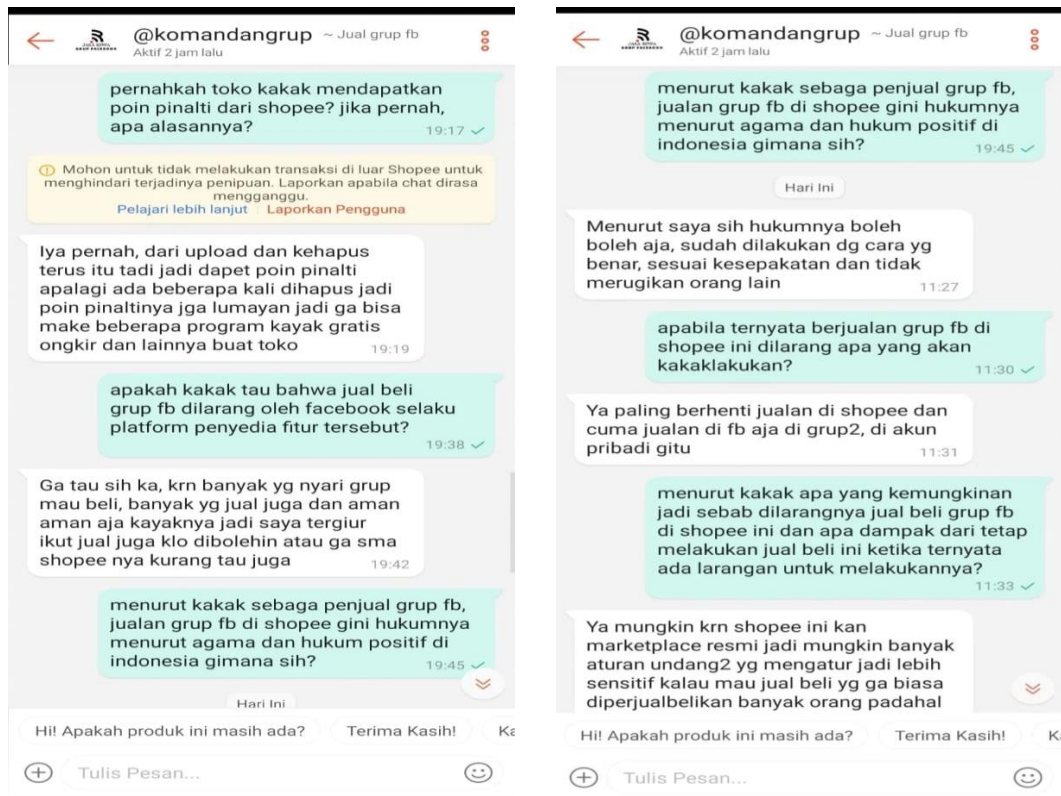 @komandangrup ~ Jual grup fb
Aktif 2 jam lalu
pernahkah toko kakak mendapatkan
poin pinalti dari shopee? jika pernah,
apa alasannya?
19:17
Mohon untuk tidak melakukan transaksi di luar Shopee untuk
menghindari terjadinya penipuan. Laporkan apabila chat dirasa
mengganggu.
Pelajari lebih lanjut Laporkan Pengguna
Iya pernah, dari upload dan kehapus
terus itu tadi jadi dapet poin pinalti
apalagi ada beberapa kali dihapus jadi
poin pinaltinya jga lumayan jadi ga bisa
make beberapa program kayak gratis
ongkir dan lainnya buat toko
19:19
apakah kakak tau bahwa jual beli
grup fb dilarang oleh facebook selaku
platform penyedia fitur tersebut?
19:38
Ga tau sih ka, krn banyak yg nyari grup
mau beli, banyak yg jual juga dan aman
aman aja kayaknya jadi saya tergiur
ikut jual juga klo dibolehin atau ga sma
shopee nya kurang tau juga
19:42
menurut kakak sebaga penjual grup fb,
jualan grup fb di shopee gini hukumnya
menurut agama dan hukum positif di
indonesia gimana sih?
19:45
Hari Ini
Hi! Apakah produk ini masih ada? Terima Kasih! Ka
Tulis Pesan...
@komandangrup ~ Jual grup fb
Aktif 2 jam lalu
menurut kakak sebaga penjual grup fb,
jualan grup fb di shopee gini hukumnya
menurut agama dan hukum positif di
indonesia gimana sih?
19:45
Hari Ini
Menurut saya sih hukumnya boleh
boleh aja, sudah dilakukan dg cara yg
benar, sesuai kesepakatan dan tidak
merugikan orang lain
11:27
apabila ternyata berjualan grup fb di
shopee ini dilarang apa yang akan
kakaklakukan?
11:30
Ya paling berhenti jualan di shopee dan
cuma jualan di fb aja di grup2, di akun
pribadi gitu
11:31
menurut kakak apa yang kemungkinan
jadi sebab dilarangnya jual beli grup fb
di shopee ini dan apa dampak dari tetap
melakukan jual beli ini ketika ternyata
ada larangan untuk melakukannya?
11:33
Ya mungkin krn shopee ini kan
marketplace resmi jadi mungkin banyak
aturan undang2 yg mengatur jadi lebih
sensitif kalau mau jual beli yg ga biasa
diperjualbelikan banyak orang padahal
Hi! Apakah produk ini masih ada? Terima Kasih! K
Tulis Pesan...